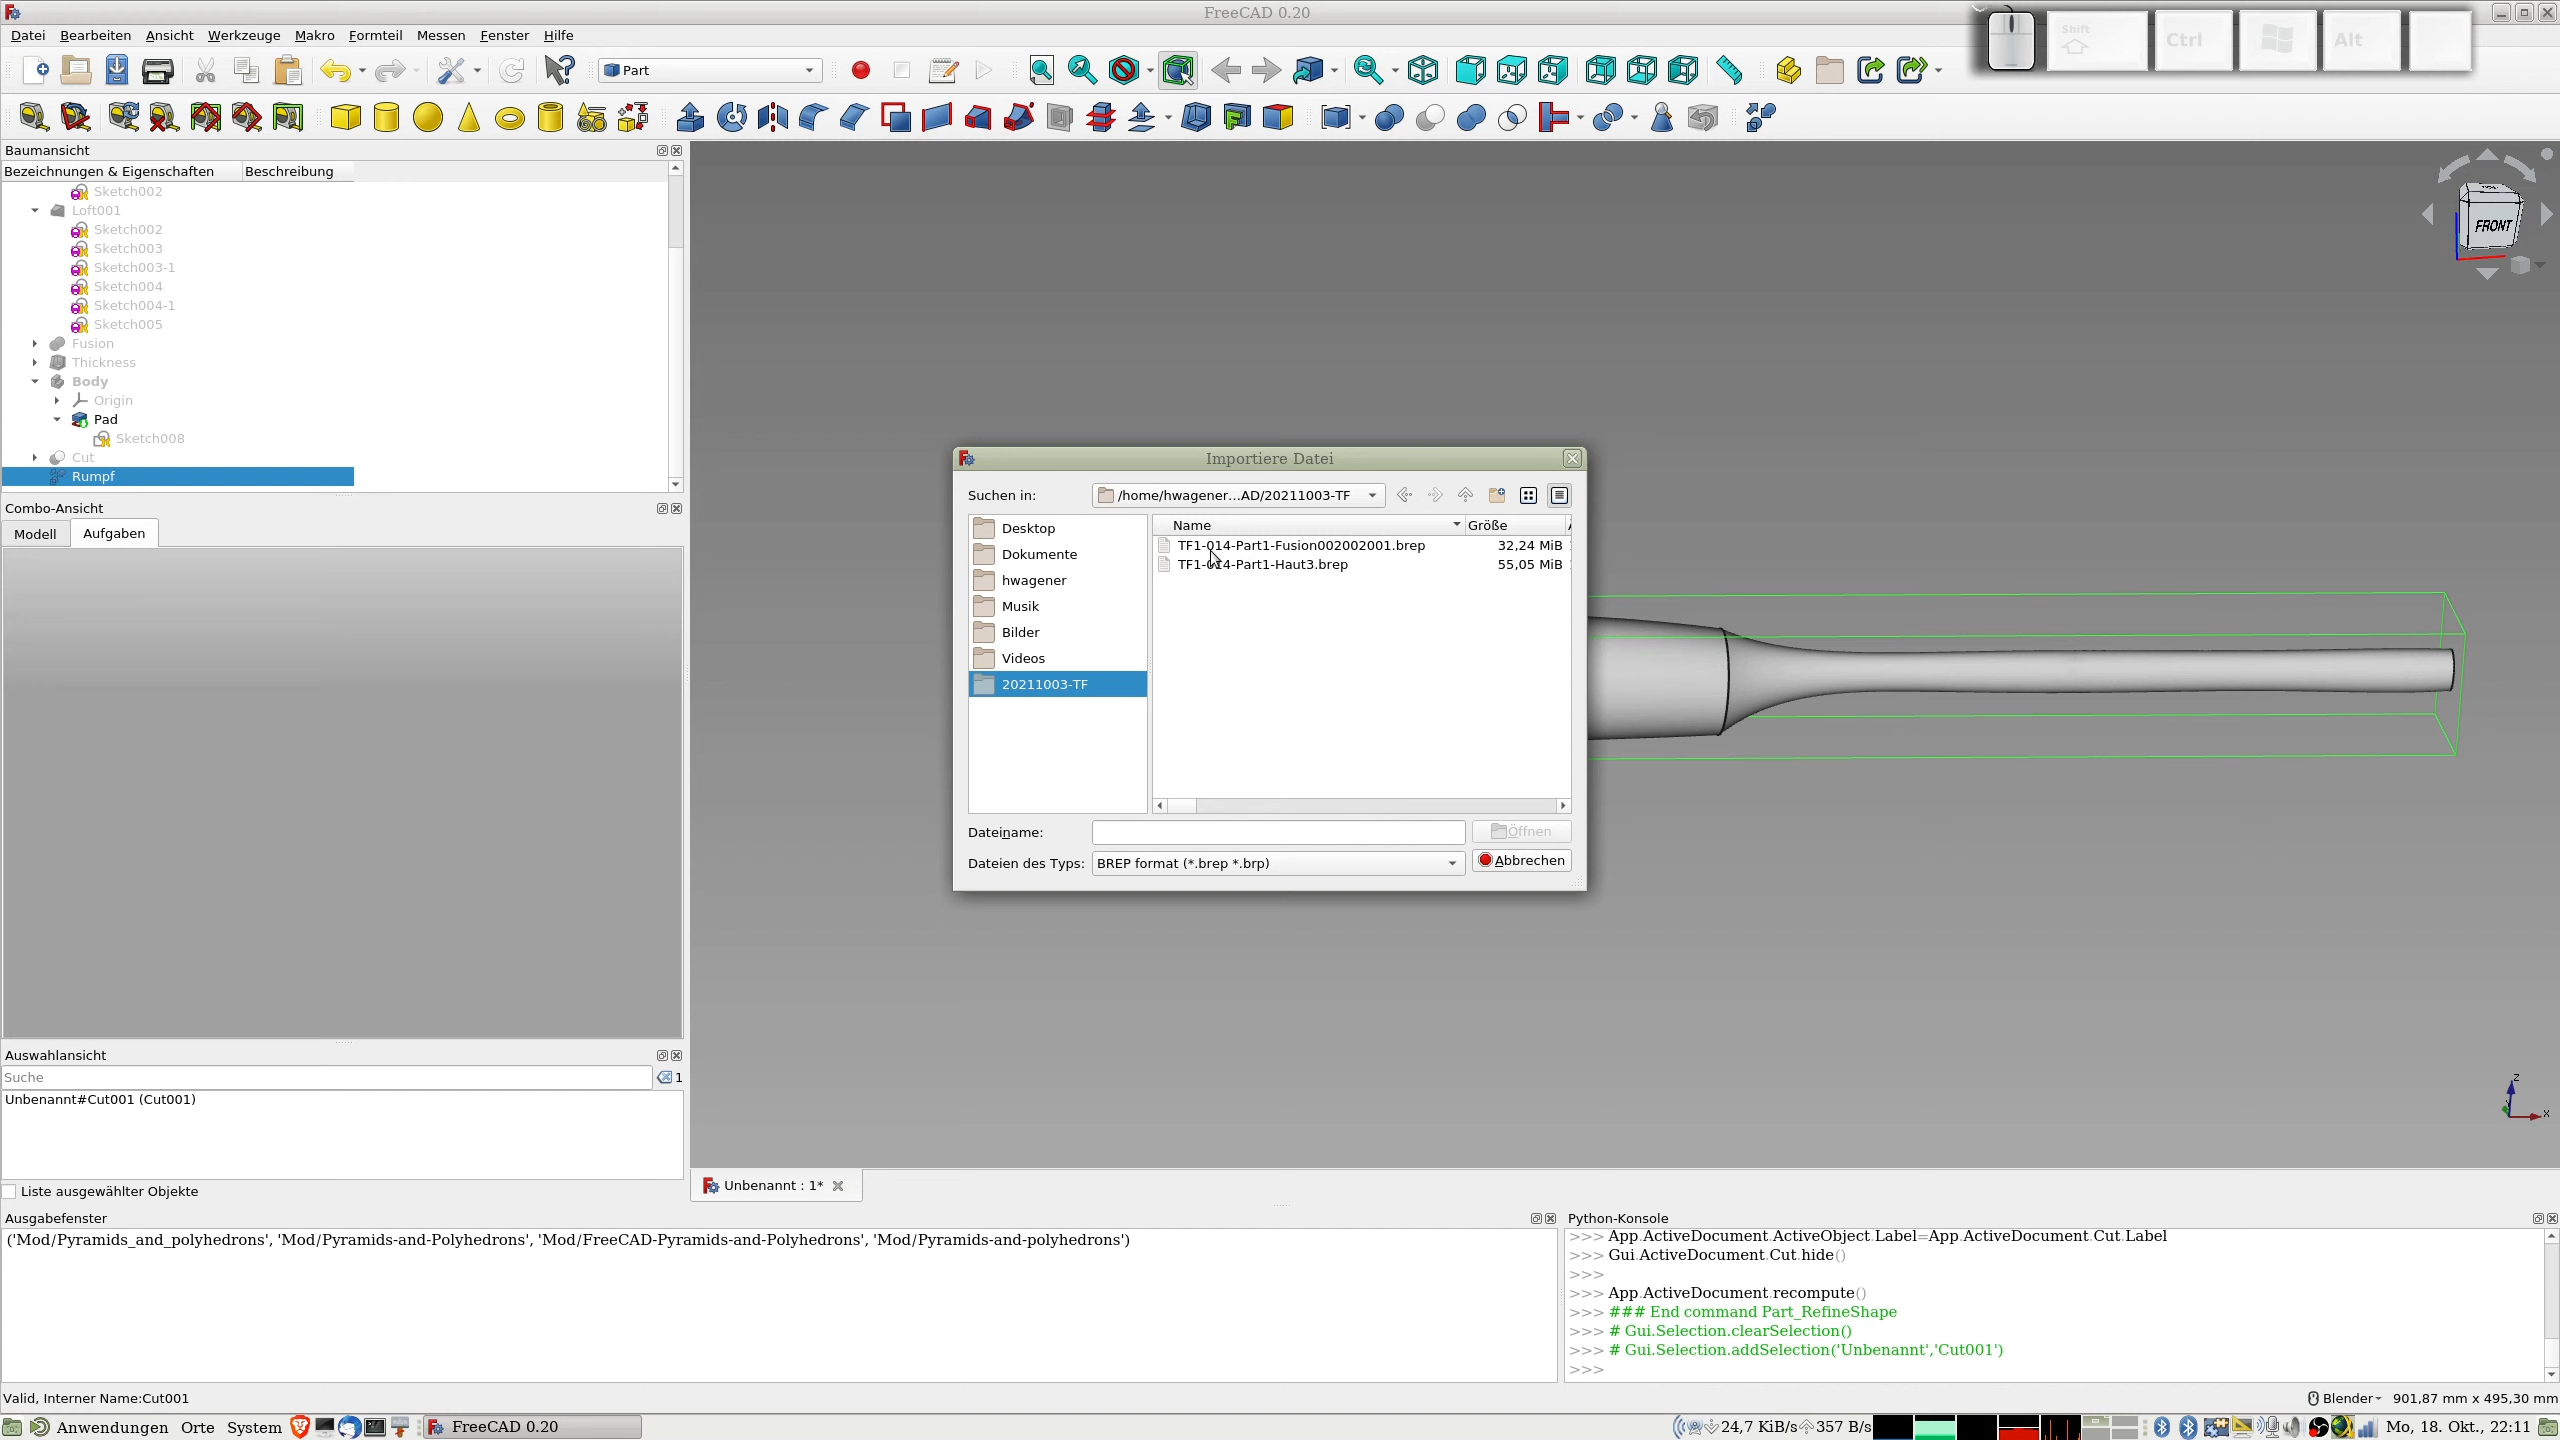 FreeCAD 0.20
Datei Bearbeiten Ansicht Werkzeuge Makro Formteil Messen Fenster Hilfe
Shift Ctrl Alt
Part
Baumansicht
Bezeichnungen & Eigenschaften Beschreibung
Sketch002
Loft001
Sketch002
Sketch003
Sketch003-1
Sketch004
Sketch004-1
Sketch005
Fusion
Thickness
Body
Origin
Pad
Sketch008
Cut
Rumpf
FRONT
Combo-Ansicht
Modell Aufgaben
Importiere Datei
Suchen in: /home/hwagener...AD/20211003-TF
Desktop
Dokumente
hwagener
Musik
Bilder
Videos
20211003-TF
Name Größe
TF1-014-Part1-Fusion002002001.brep 32,24 MiB
TF1-014-Part1-Haut3.brep 55,05 MiB
Dateiname: Öffnen
Dateien des Typs: BREP format (*.brep *.brp) Abbrechen
Z
X
Auswahlansicht
Suche 1
Unbenannt#Cut001 (Cut001)
Liste ausgewählter Objekte
Unbenannt : 1*
Ausgabefenster
('Mod/Pyramids_and_polyhedrons', 'Mod/Pyramids-and-Polyhedrons', 'Mod/FreeCAD-Pyramids-and-Polyhedrons', 'Mod/Pyramids-and-polyhedrons')
Python-Konsole
>>> App.ActiveDocument.ActiveObject.Label=App.ActiveDocument.Cut.Label
>>> Gui.ActiveDocument.Cut.hide()
>>>
>>> App.ActiveDocument.recompute()
>>> ### End command Part_RefineShape
>>> # Gui.Selection.clearSelection()
>>> # Gui.Selection.addSelection('Unbenannt','Cut001')
>>>
Valid, Interner Name:Cut001
Blender 901,87 mm x 495,30 mm
Anwendungen Orte System FreeCAD 0.20
24,7 KiB/s 357 B/s Mo, 18. Okt., 22:11